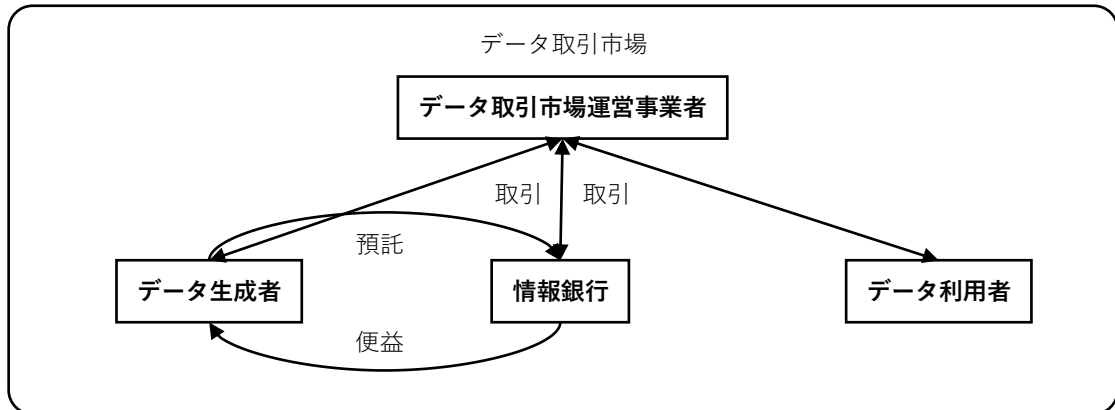 データ取引市場
データ取引市場運営事業者
取引
取引
預託
データ生成者
情報銀行
データ利用者
便益